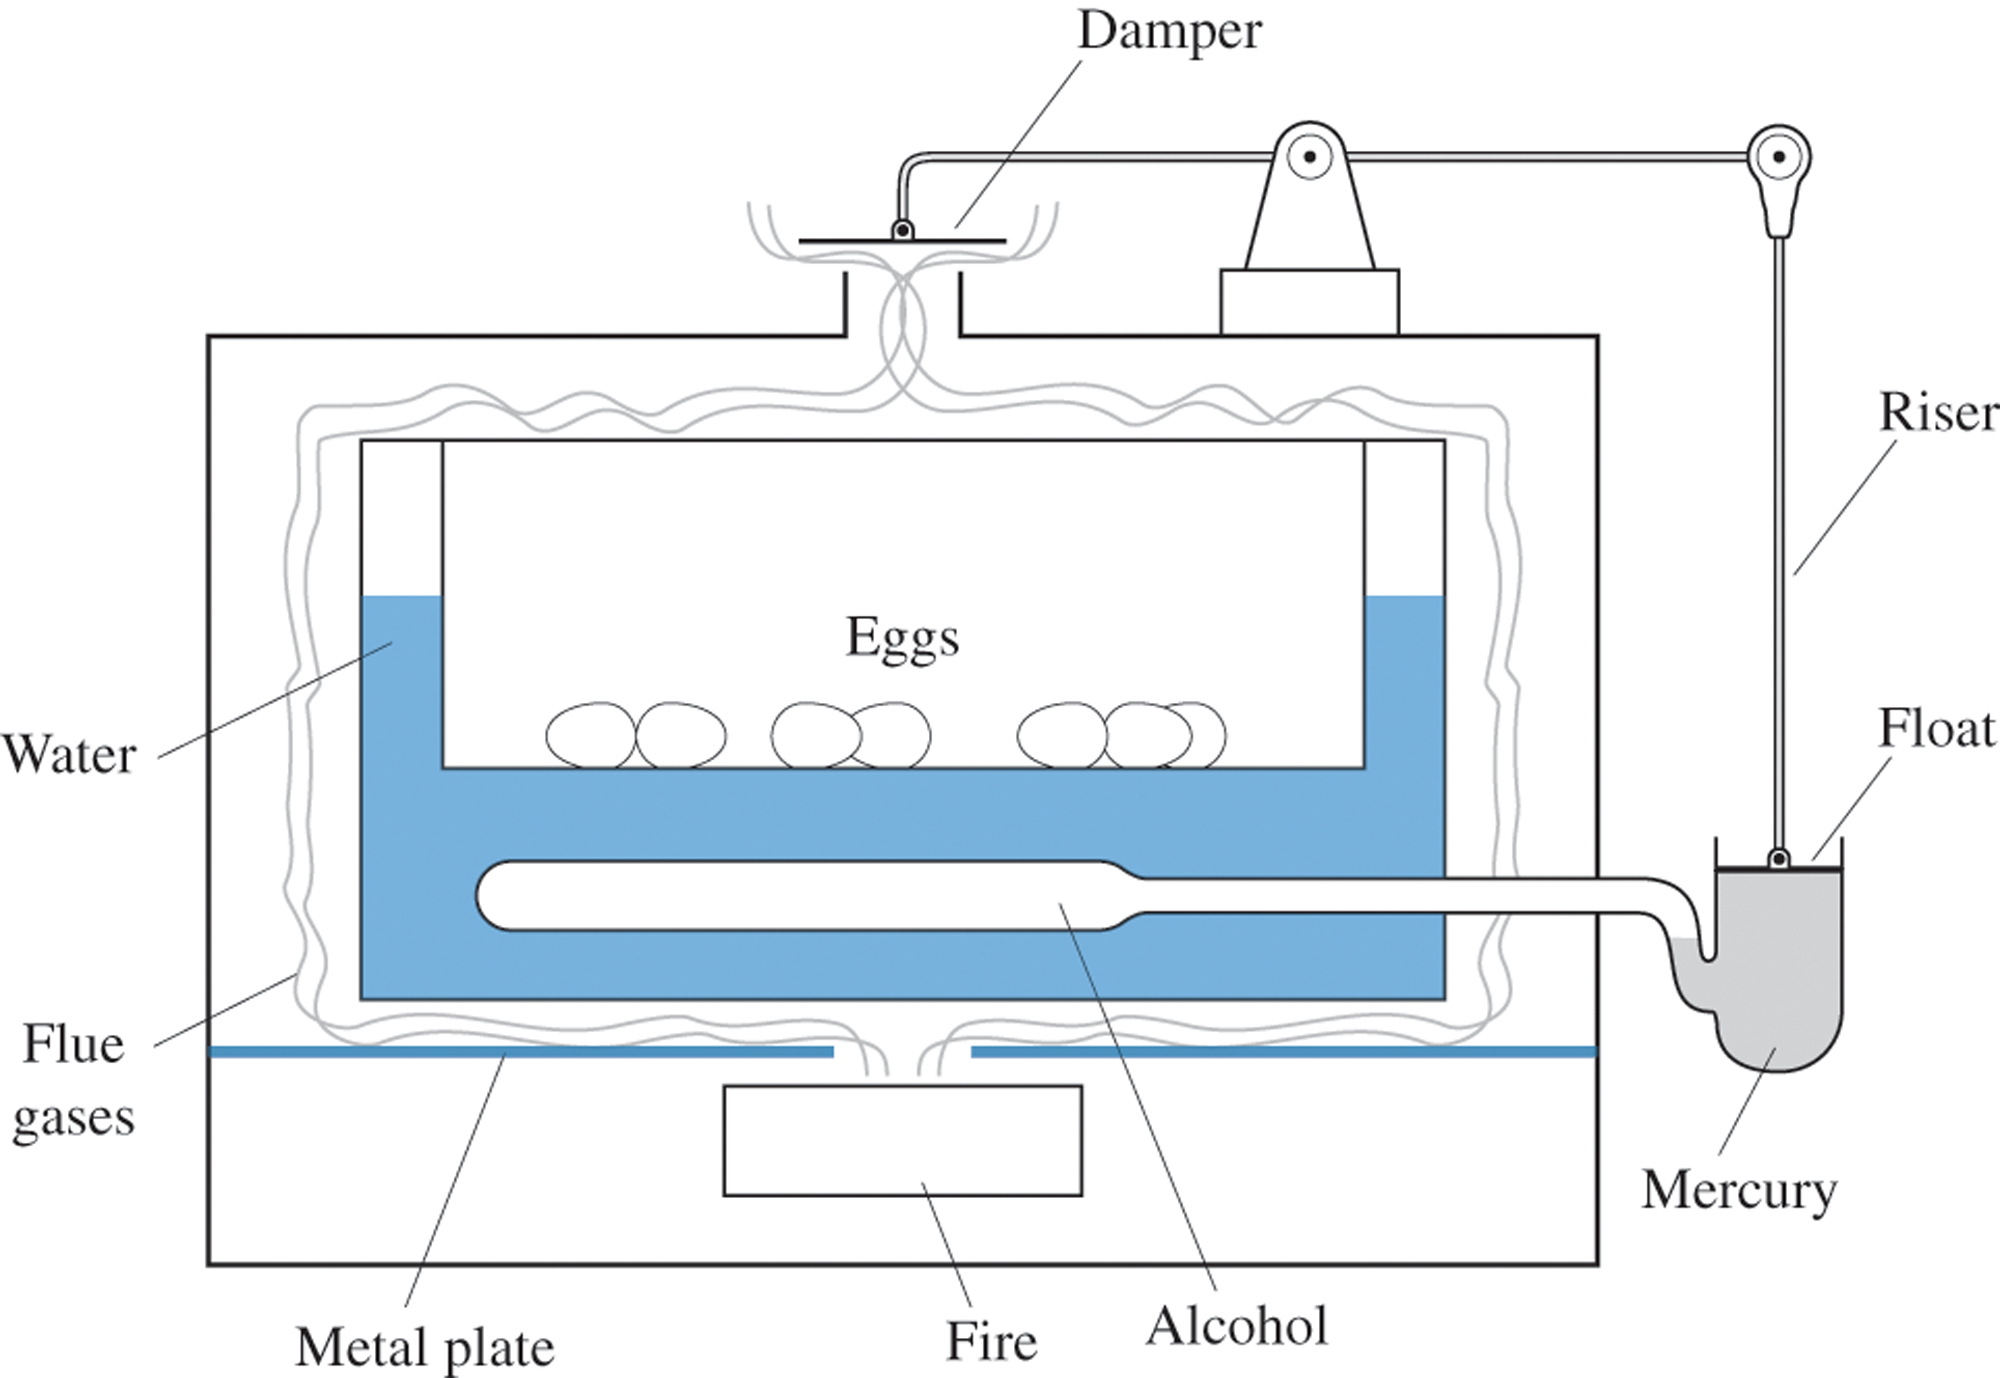 Damper
Riser
Eggs
Float
Water
Flue
gases
Mercury
Metal plate
Fire
Alcohol